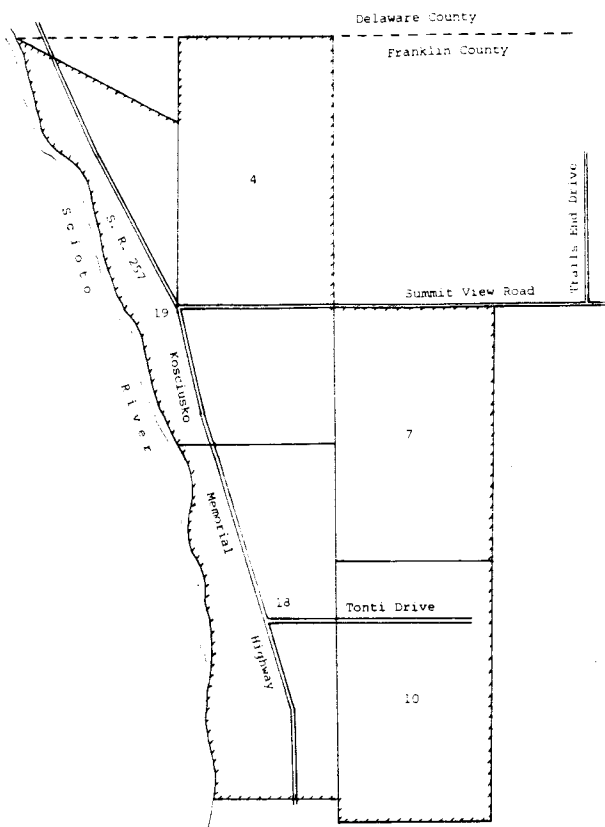 Delaware County
Franklin County
4
Trails End Drive
S. R. 257
Scioto
Summit View Road
19
Kosciusko
River
7
Memorial
18
Tonti Drive
Highway
10